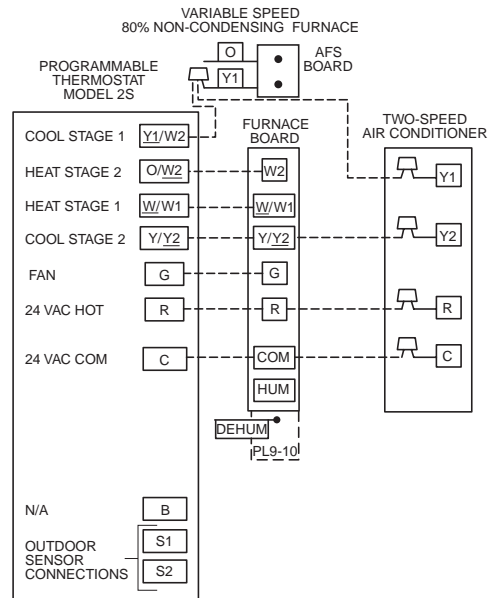 VARIABLE SPEED
80% NON-CONDENSING FURNACE
O
Y1
AFS
BOARD
PROGRAMMABLE
THERMOSTAT
MODEL 2S
FURNACE
BOARD
TWO-SPEED
AIR CONDITIONER
COOL STAGE 1 Y1/W2
Y1
HEAT STAGE 2 O/W2 W2
HEAT STAGE 1 W/W1 W/W1
COOL STAGE 2 Y/Y2 Y/Y2 Y2
FAN G G
24 VAC HOT R R R
24 VAC COM C COM C
HUM
DEHUM
PL9-10
N/A B
OUTDOOR
SENSOR
CONNECTIONS
S1
S2